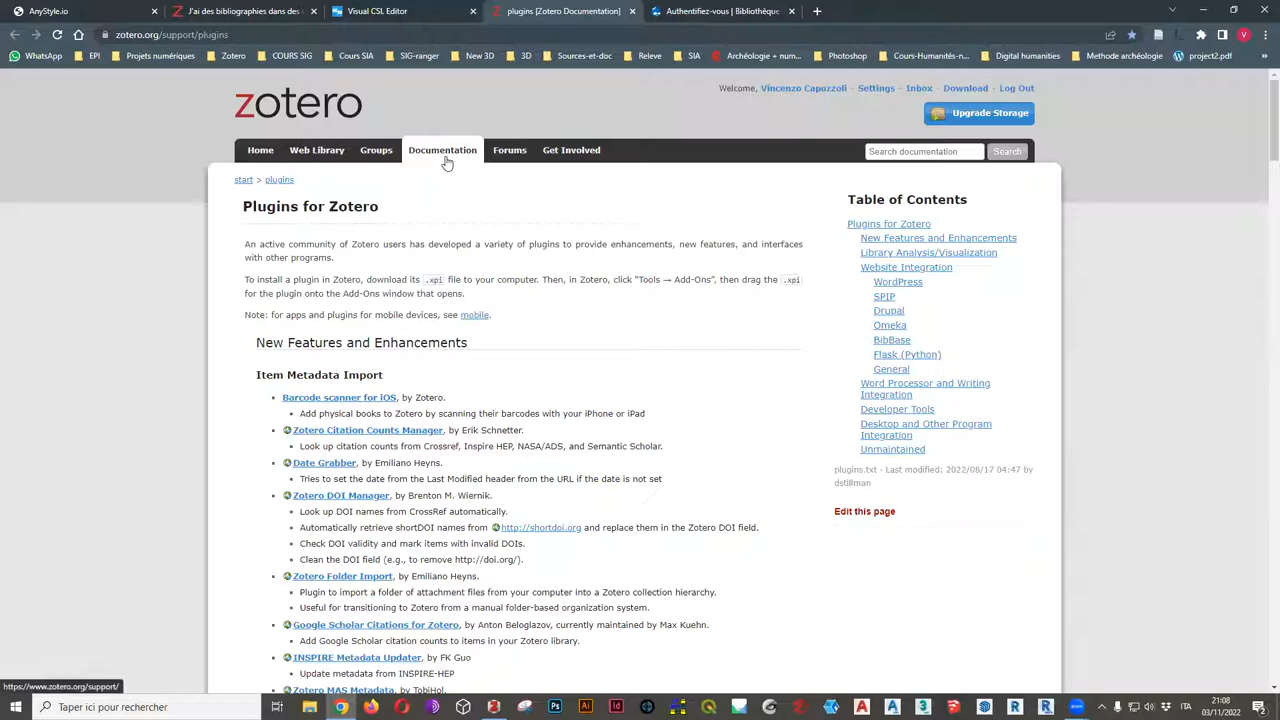 AnyStyle.io
J'ai des bibliographies dans des
Csl Visual Editor
plugins [Zotero Documentation]
Authentifiez-vous | Bibliothèque
zotero.org/support/plugins
V
WhatsApp
EPI
Projets numériques
Zotero
COURS SIG
SIG-ranger
New 3D
3D
Sources-et-doc
Releve
SIA
Archéologie + num...
Photoshop
Cours-Humanités-n...
Digital humanities
Methode archéologie
project2.pdf
zotero
Welcome, Vincenzo Capozzoli · Settings · Inbox · Download · Log Out
Upgrade Storage
Home
Web Library
Groups
Documentation
Forums
Get Involved
Search documentation
Search
start > plugins
Plugins for Zotero
An active community of Zotero users has developed a variety of plugins to provide enhancements, new features, and interfaces
with other programs.
To install a plugin in Zotero, download its .xpi file to your computer. Then, in Zotero, click “Tools → Add-Ons”, then drag the .xpi
for the plugin onto the Add-Ons window that opens.
Note: for apps and plugins for mobile devices, see mobile.
New Features and Enhancements
Item Metadata Import
Barcode scanner for iOS, by Zotero.
Add physical books to Zotero by scanning their barcodes with your iPhone or iPad
Zotero Citation Counts Manager, by Erik Schnetter.
Look up citation counts from Crossref, Inspire HEP, NASA/ADS, and Semantic Scholar.
Date Grabber, by Emiliano Heyns.
Tries to set the date from the Last Modified header from the URL if the date is not set
Zotero DOI Manager, by Brenton M. Wiernik.
Look up DOI names from CrossRef automatically.
Automatically retrieve shortDOI names from http://shortdoi.org and replace them in the Zotero DOI field.
Check DOI validity and mark items with invalid DOIs.
Clean the DOI field (e.g., to remove http://doi.org/).
Zotero Folder Import, by Emiliano Heyns.
Plugin to import a folder of attachment files from your computer into a Zotero collection hierarchy.
Useful for transitioning to Zotero from a manual folder-based organization system.
Google Scholar Citations for Zotero, by Anton Beloglazov, currently maintained by Max Kuehn.
Add Google Scholar citation counts to items in your Zotero library.
INSPIRE Metadata Updater, by FK Guo
Update metadata from INSPIRE-HEP
Zotero MAS Metadata, by TobiHol.
Table of Contents
Plugins for Zotero
New Features and Enhancements
Library Analysis/Visualization
Website Integration
WordPress
SPIP
Drupal
Omeka
BibBase
Flask (Python)
General
Word Processor and Writing
Integration
Developer Tools
Desktop and Other Program
Integration
Unmaintained
plugins.txt · Last modified: 2022/08/17 04:47 by
dstillman
Edit this page
https://www.zotero.org/support/
Taper ici pour rechercher
ITA
21:08
03/11/2022